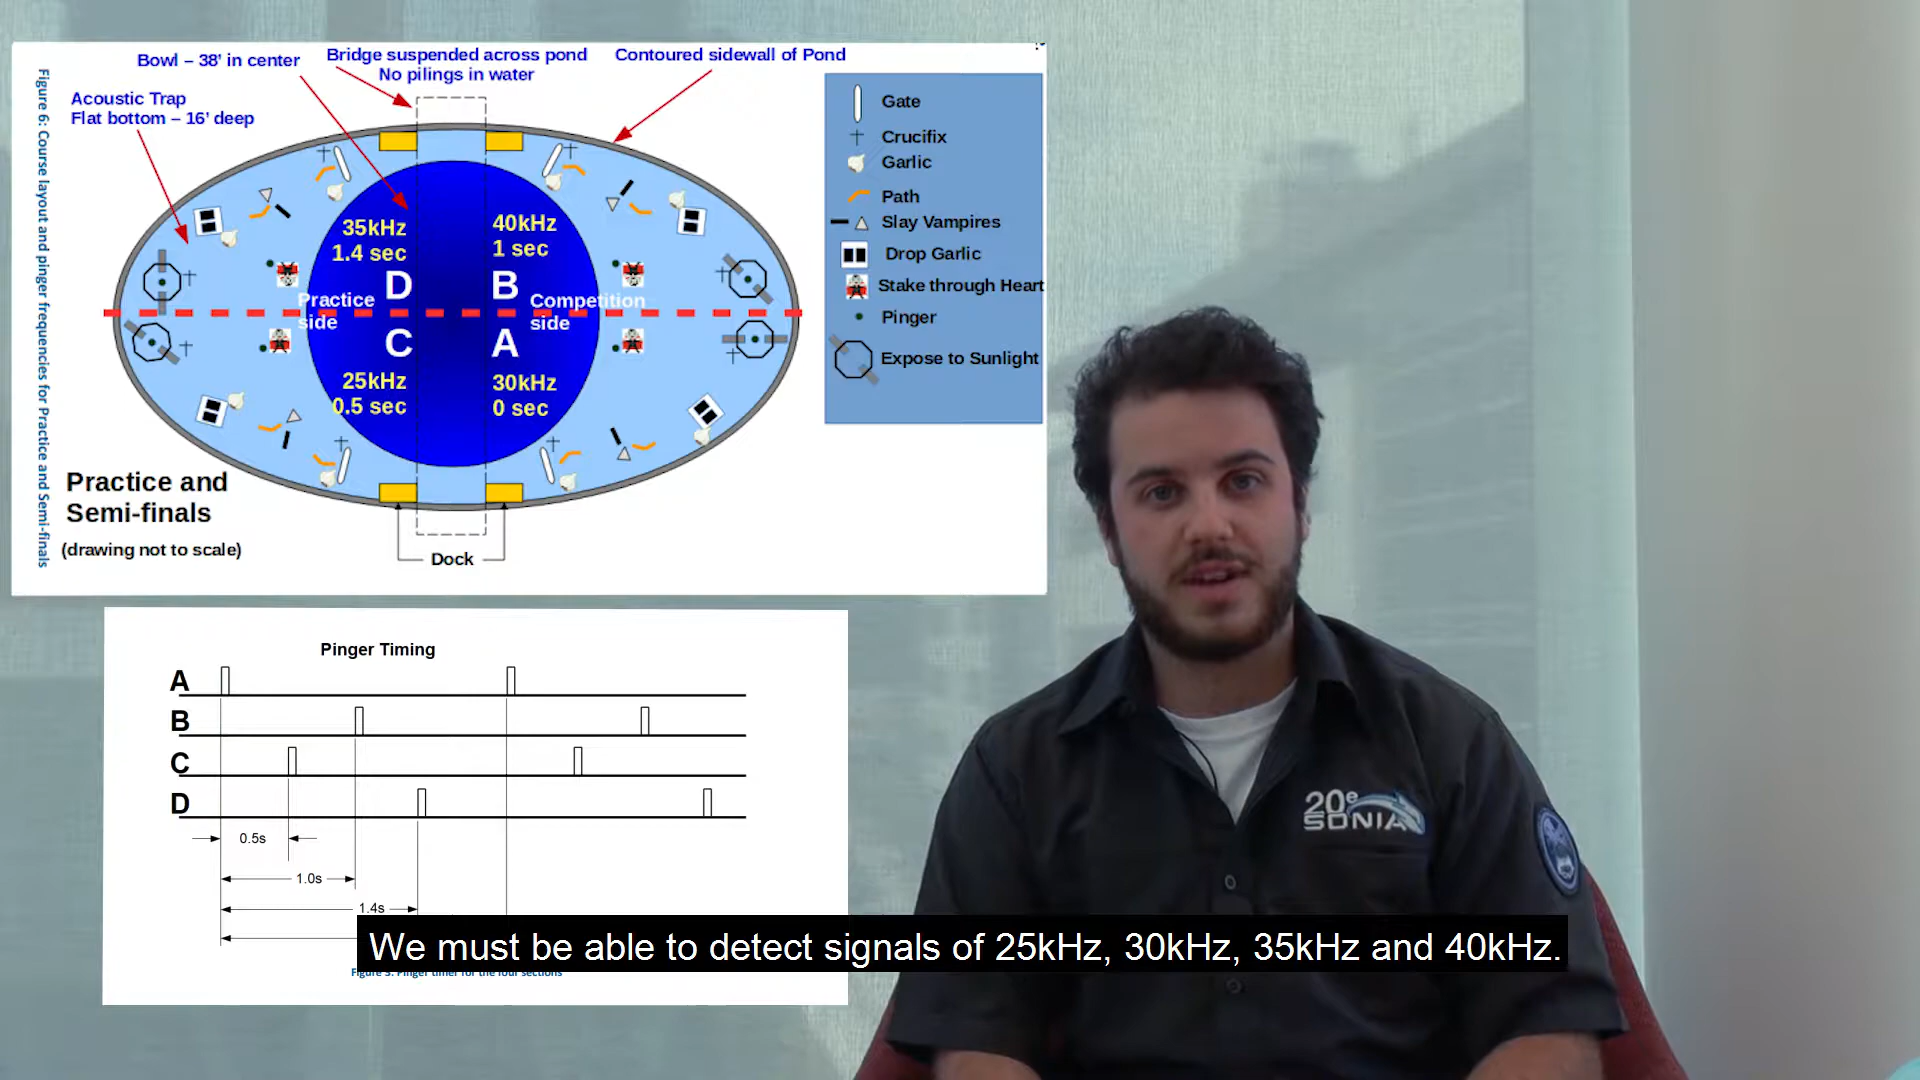 Bowl – 38' in center
Bridge suspended across pond
No pilings in water
Contoured sidewall of Pond
Acoustic Trap
Flat bottom – 16' deep
Figure 6: Course layout and pinger frequencies for Practice and Semi-finals
35kHz
1.4 sec
40kHz
1 sec
D
B
Practice
side
Competition
side
C
A
25kHz
0.5 sec
30kHz
0 sec
Practice and
Semi-finals
(drawing not to scale)
Dock
Gate
Crucifix
Garlic
Path
Slay Vampires
Drop Garlic
Stake through Heart
Pinger
Expose to Sunlight
Pinger Timing
A
B
C
D
0.5s
1.0s
1.4s
We must be able to detect signals of 25kHz, 30kHz, 35kHz and 40kHz.
20e
SONIA